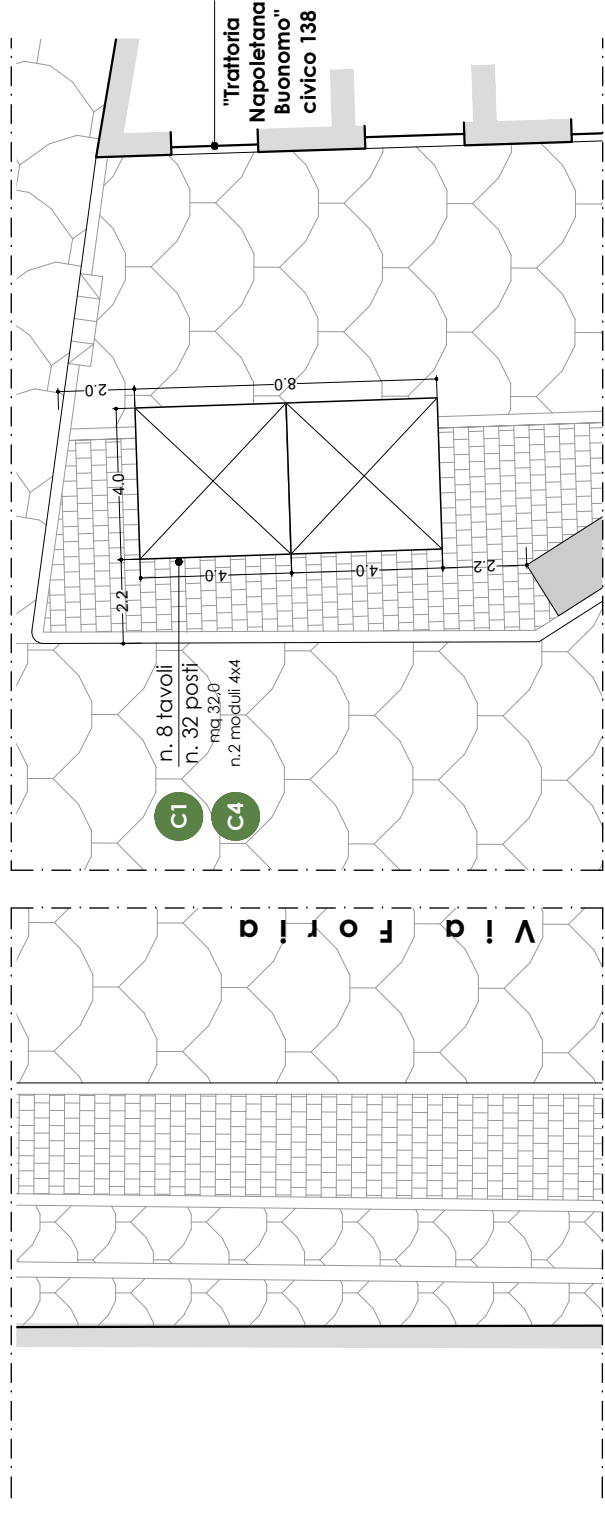 "Trattoria
Napoletana
Buonomo"
civico 138
2.0
8.0
4.0
2.2
4.0
4.0
2.2
n. 8 tavoli
n. 32 posti
mq 32,0
n.2 moduli 4x4
C1
C4
Via Foria